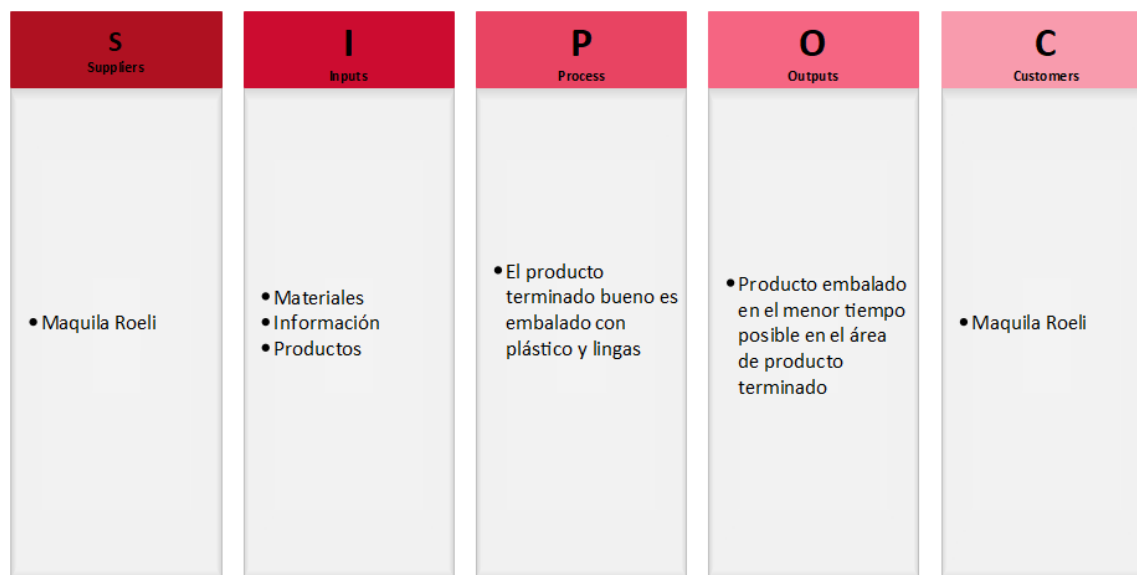 S
Suppliers
I
Inputs
P
Process
O
Outputs
C
Customers
• Maquila Roeli
• Materiales
• Información
• Productos
• El producto
terminado bueno es
embalado con
plástico y lingas
• Producto embalado
en el menor tiempo
posible en el área
de producto
terminado
• Maquila Roeli